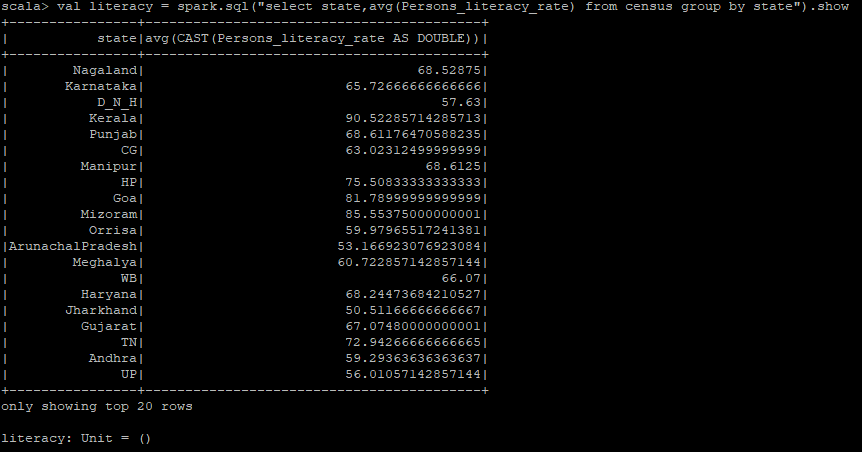 scala> val literacy = spark.sql("select state,avg(Persons_literacy_rate) from census group by state").show
+----------------+------------------------------------------+
|           state|avg(CAST(Persons_literacy_rate AS DOUBLE))|
+----------------+------------------------------------------+
|        Nagaland|                                  68.52875|
|       Karnataka|                         65.72666666666666|
|           D_N_H|                                     57.63|
|          Kerala|                         90.52285714285713|
|          Punjab|                         68.61176470588235|
|              CG|                         63.02312499999999|
|         Manipur|                                   68.6125|
|              HP|                         75.50833333333333|
|             Goa|                         81.78999999999999|
|         Mizoram|                         85.55375000000001|
|          Orrisa|                         59.97965517241381|
|ArunachalPradesh|                        53.166923076923084|
|        Meghalya|                        60.722857142857144|
|              WB|                                     66.07|
|         Haryana|                         68.24473684210527|
|       Jharkhand|                         50.51166666666667|
|         Gujarat|                         67.07480000000001|
|              TN|                         72.94266666666665|
|          Andhra|                         59.29363636363637|
|              UP|                         56.01057142857144|
+----------------+------------------------------------------+
only showing top 20 rows

literacy: Unit = ()